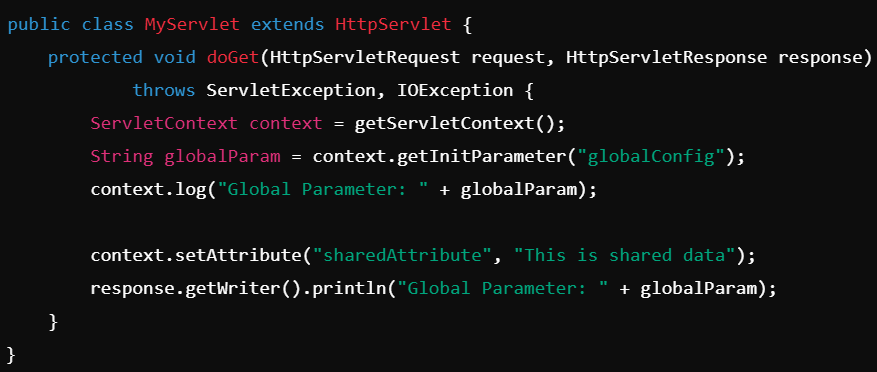 public class MyServlet extends HttpServlet {
    protected void doGet(HttpServletRequest request, HttpServletResponse response)
            throws ServletException, IOException {
        ServletContext context = getServletContext();
        String globalParam = context.getInitParameter("globalConfig");
        context.log("Global Parameter: " + globalParam);

        context.setAttribute("sharedAttribute", "This is shared data");
        response.getWriter().println("Global Parameter: " + globalParam);
    }
}